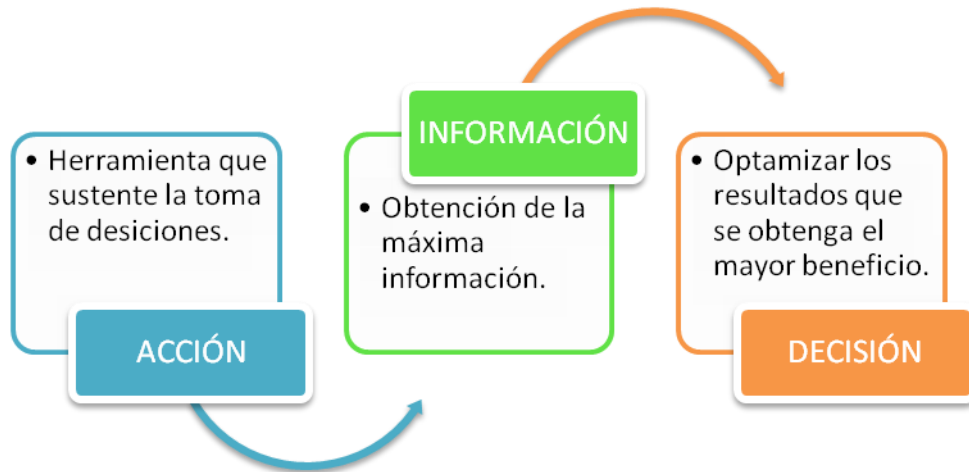 • Herramienta que
sustente la toma
de desiciones.
ACCIÓN
INFORMACIÓN
• Obtención de la
máxima
información.
• Optamizar los
resultados que
se obtenga el
mayor beneficio.
DECISIÓN